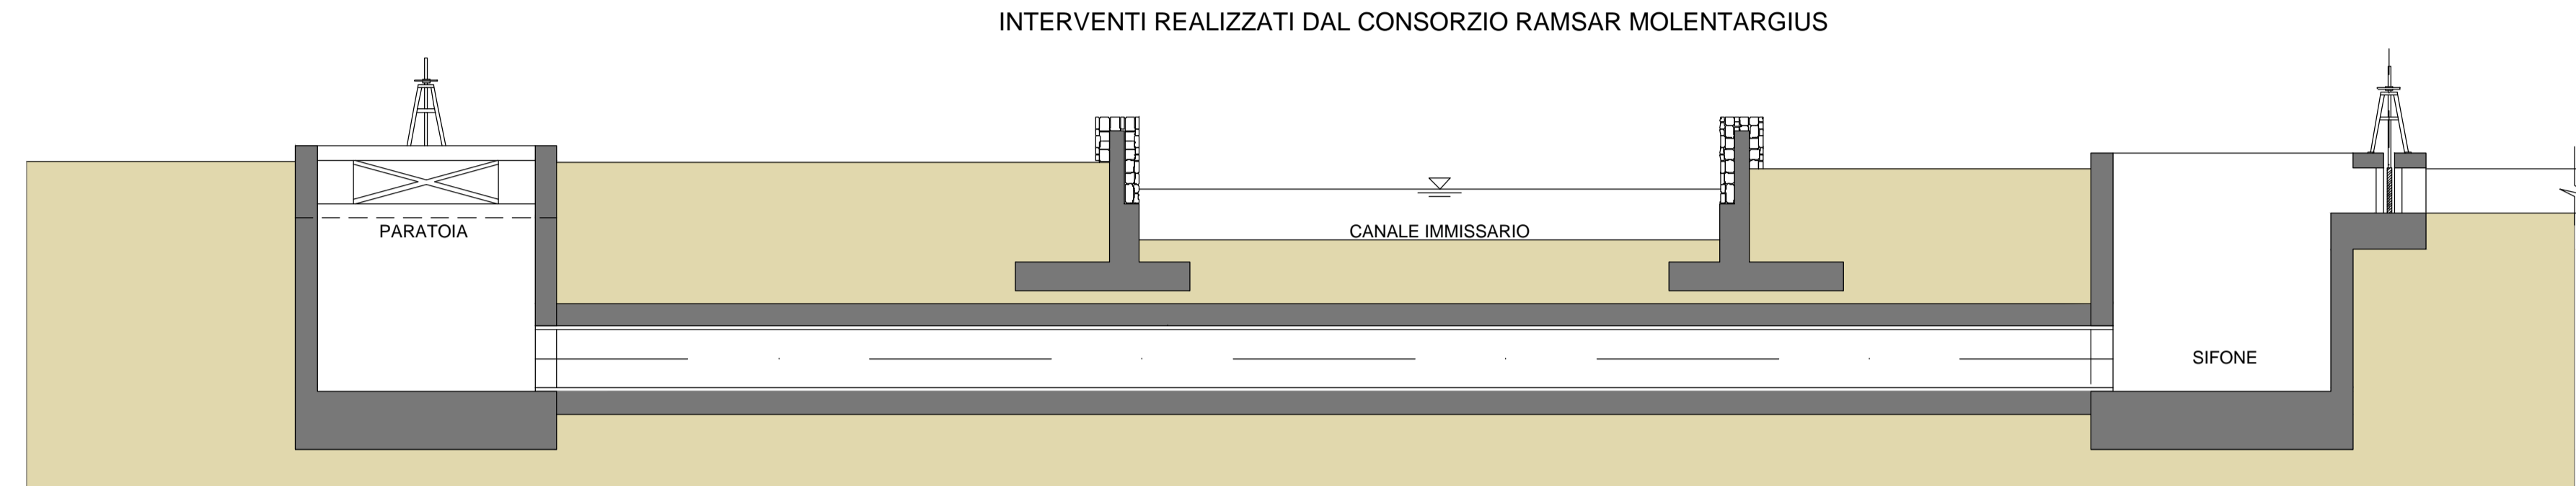 INTERVENTI REALIZZATI DAL CONSORZIO RAMSAR MOLENTARGIUS
PARATOIA
CANALE IMMISSARIO
SIFONE